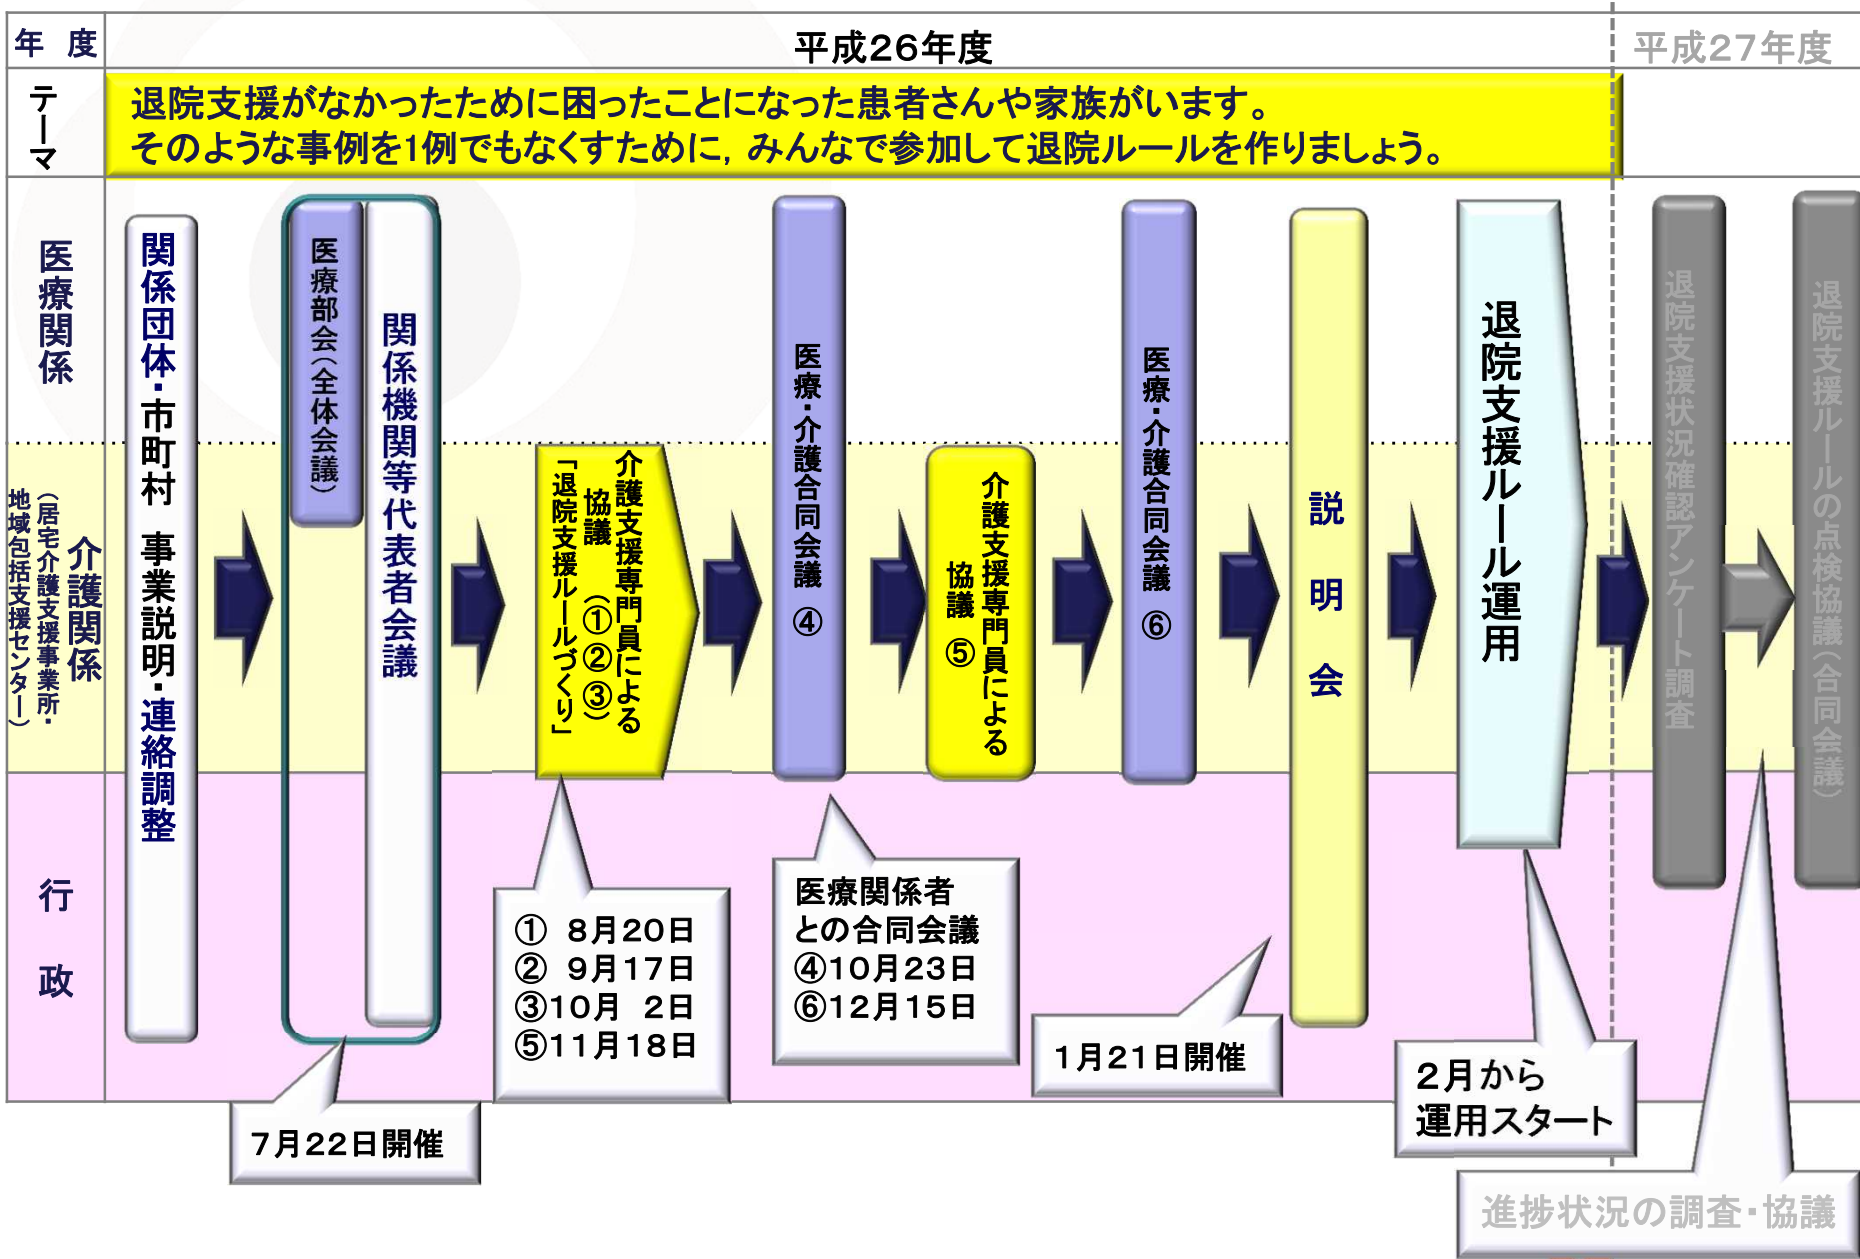 年 度
平成26年度
平成27年度
テーマ
退院支援がなかったために困ったことになった患者さんや家族がいます。
そのような事例を1例でもなくすために, みんなで参加して退院ルールを作りましょう。
医療関係
介護関係
（居宅介護支援事業所・
地域包括支援センター）
行 政
関係団体・市町村 事業説明・連絡調整
医療部会（全体会議）
関係機関等代表者会議
介護支援専門員による
協議 （①②③）
「退院支援ルールづくり」
医療・介護合同会議 ④
介護支援専門員による
協議 ⑤
医療・介護合同会議 ⑥
説 明 会
退院支援ルール運用
退院支援状況確認アンケート調査
退院支援ルールの点検協議（合同会議）
7月22日開催
① 8月20日
② 9月17日
③10月 2日
⑤11月18日
医療関係者
との合同会議
④10月23日
⑥12月15日
1月21日開催
2月から
運用スタート
進捗状況の調査・協議